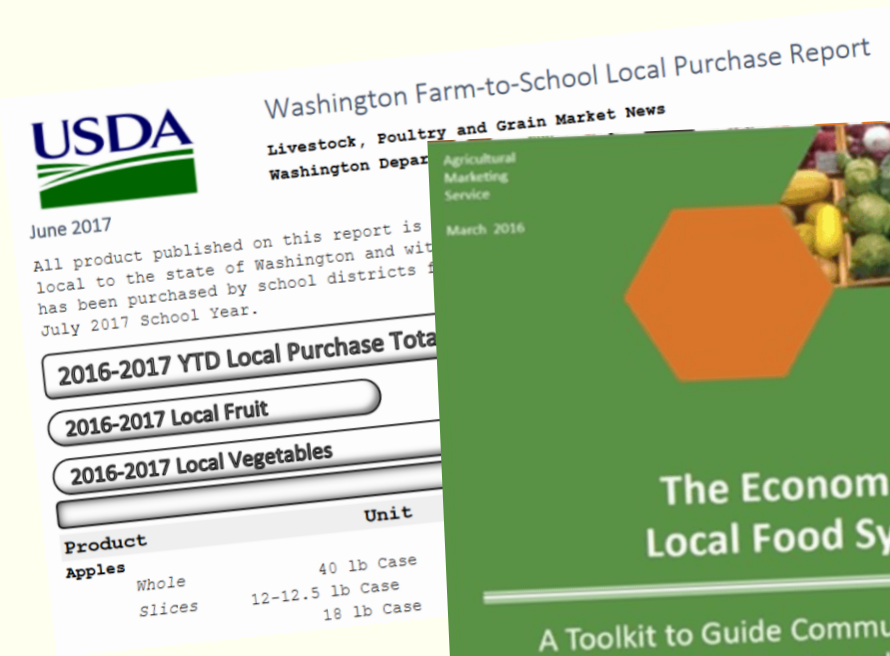 USDA
Washington Farm-to-School Local Purchase Report
Livestock, Poultry and Grain Market News
Washington Depar
June 2017
All product published on this report is
local to the state of Washington and wit
has been purchased by school districts f
July 2017 School Year.
2016-2017 YTD Local Purchase Tota
2016-2017 Local Fruit
2016-2017 Local Vegetables
Product Unit
Apples
Whole 40 lb Case
Slices 12-12.5 lb Case
18 lb Case
Agricultural
Marketing
Service
March 2016
The Econom
Local Food Sy
A Toolkit to Guide Commu